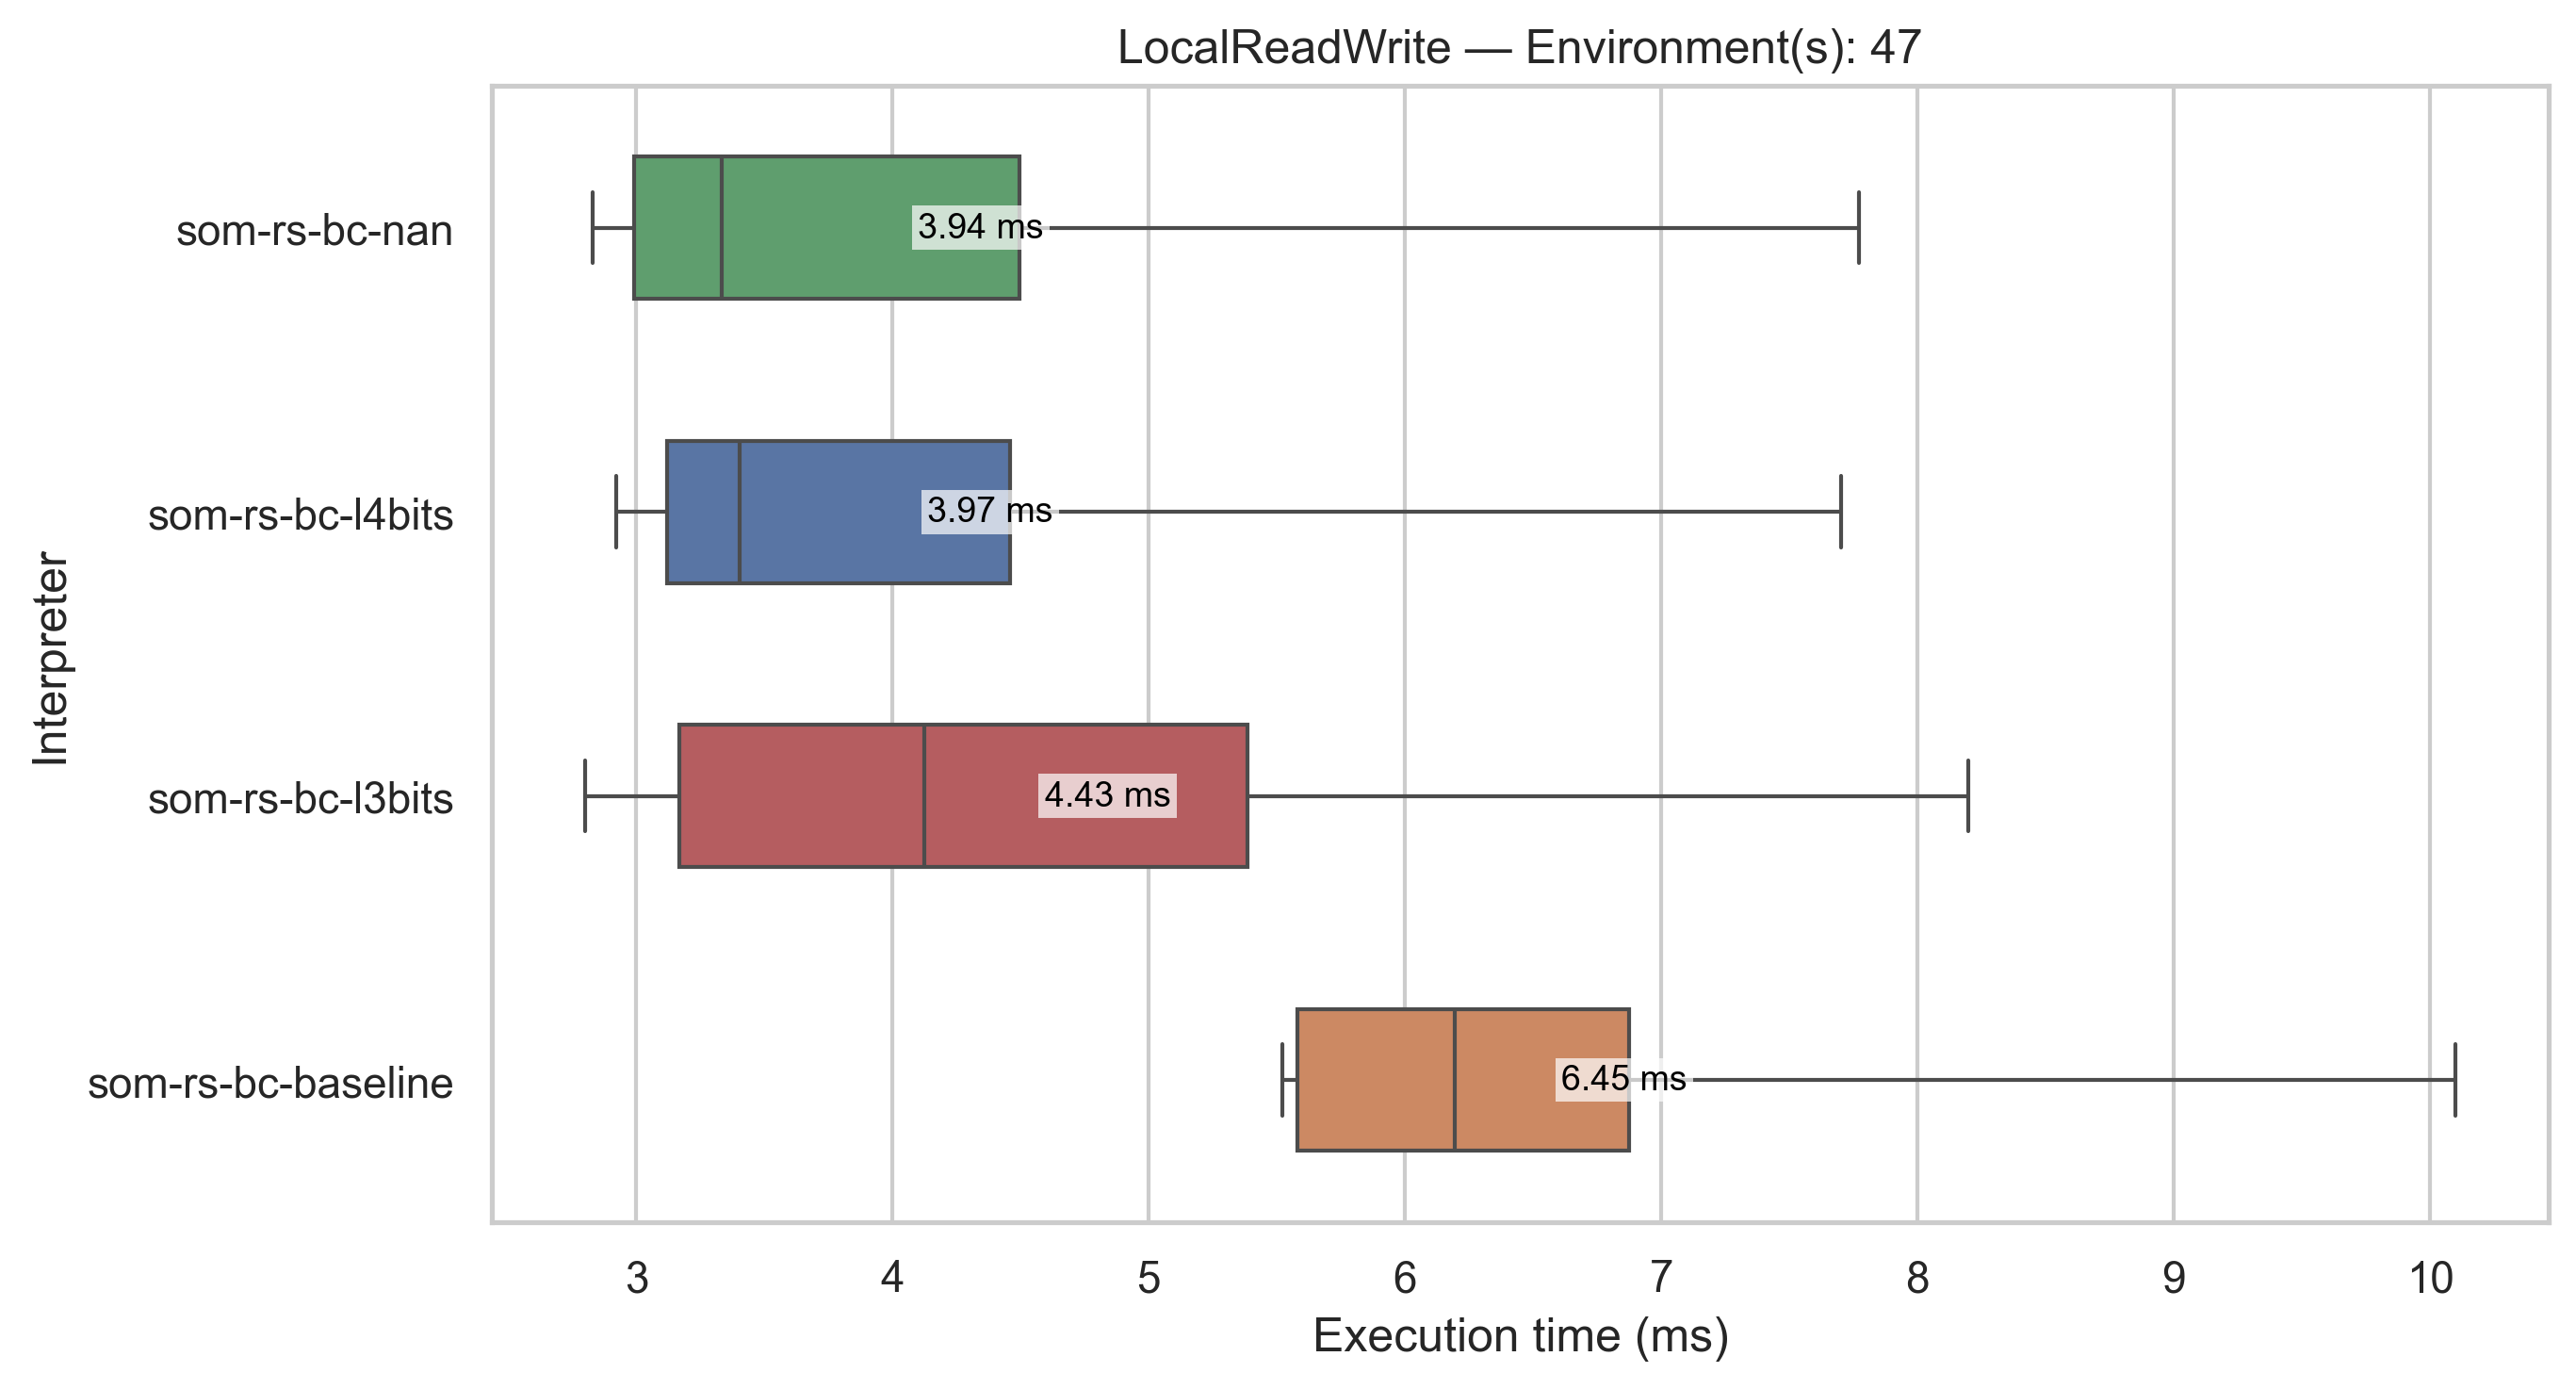 LocalReadWrite — Environment(s): 47
som-rs-bc-nan
3.94 ms
som-rs-bc-l4bits
3.97 ms
Interpreter
som-rs-bc-l3bits
4.43 ms
som-rs-bc-baseline
6.45 ms
3 4 5 6 7 8 9 10
Execution time (ms)